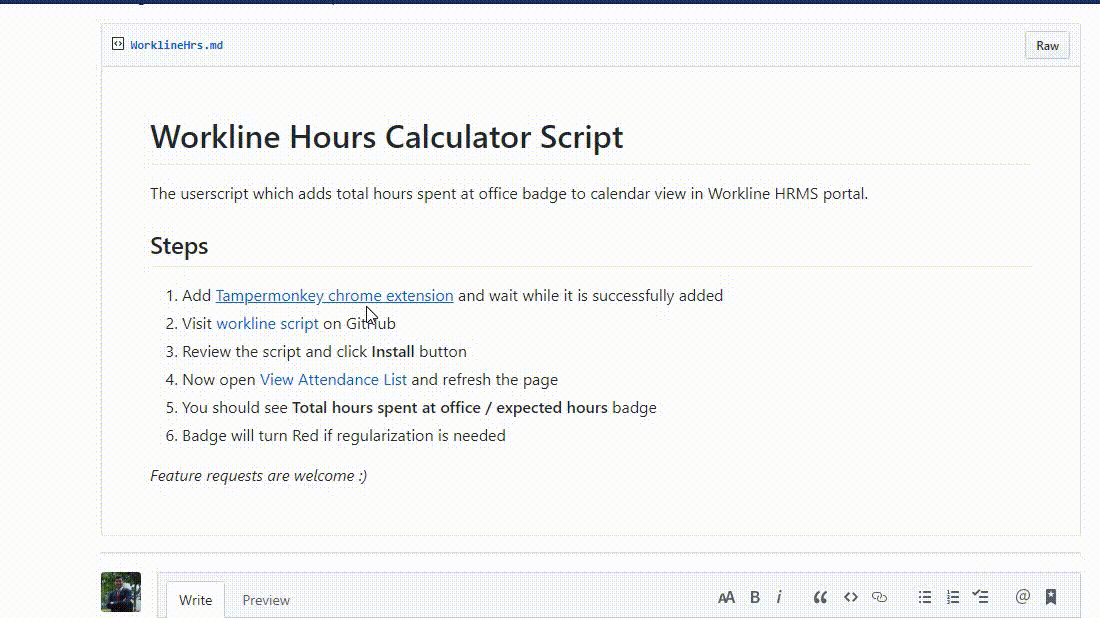 WorklineHrs.md
Raw
Workline Hours Calculator Script
The userscript which adds total hours spent at office badge to calendar view in Workline HRMS portal.
Steps
1. Add Tampermonkey chrome extension and wait while it is successfully added
2. Visit workline script on GitHub
3. Review the script and click Install button
4. Now open View Attendance List and refresh the page
5. You should see Total hours spent at office / expected hours badge
6. Badge will turn Red if regularization is needed
Feature requests are welcome :)
Write Preview AA B i @